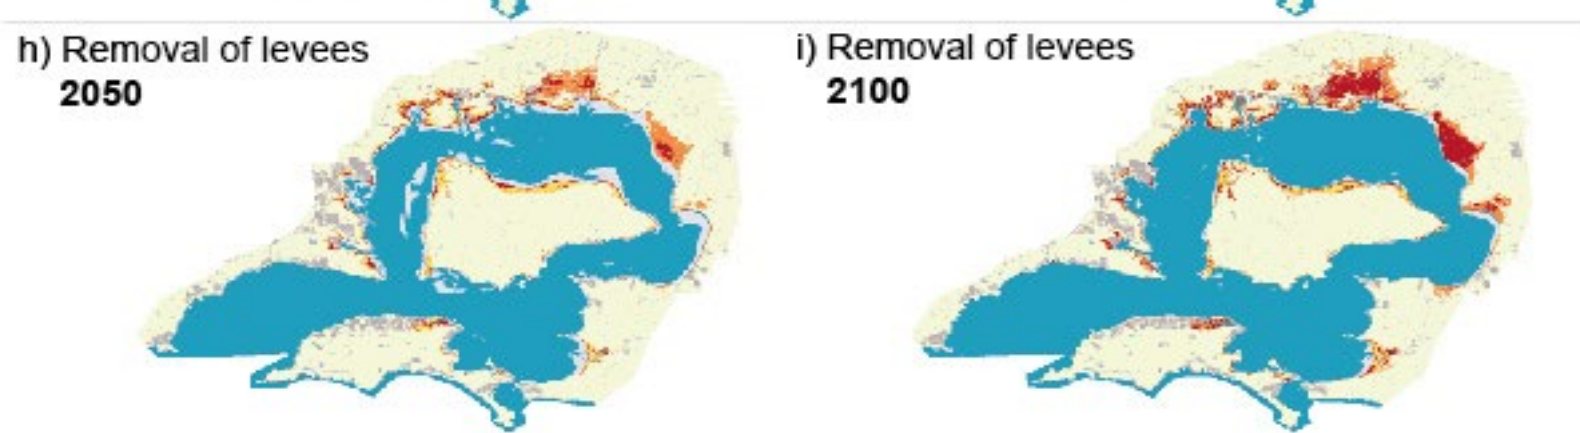 h) Removal of levees
2050
i) Removal of levees
2100